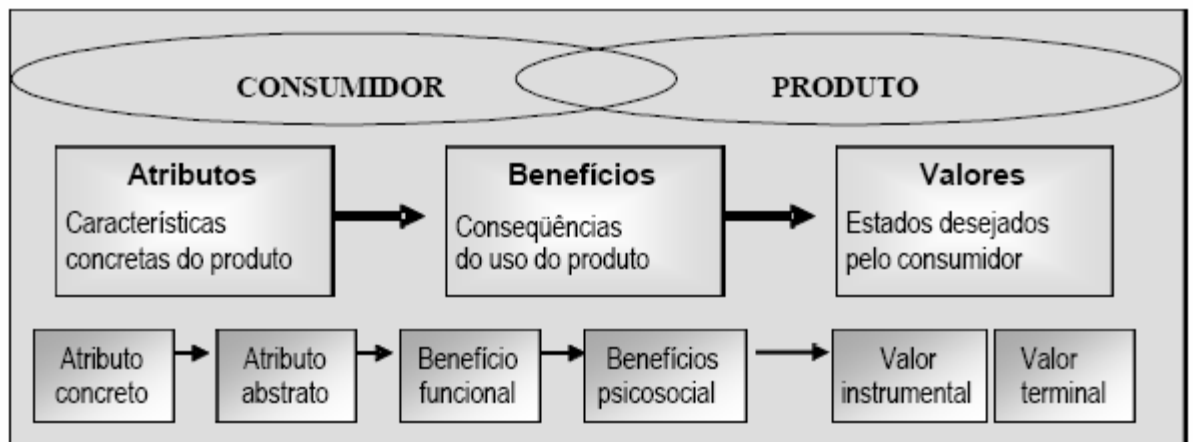 CONSUMIDOR
PRODUTO
Atributos
Características
concretas do produto
Benefícios
Conseqüências
do uso do produto
Valores
Estados desejados
pelo consumidor
Atributo
concreto
Atributo
abstrato
Benefício
funcional
Benefícios
psicosocial
Valor
instrumental
Valor
terminal